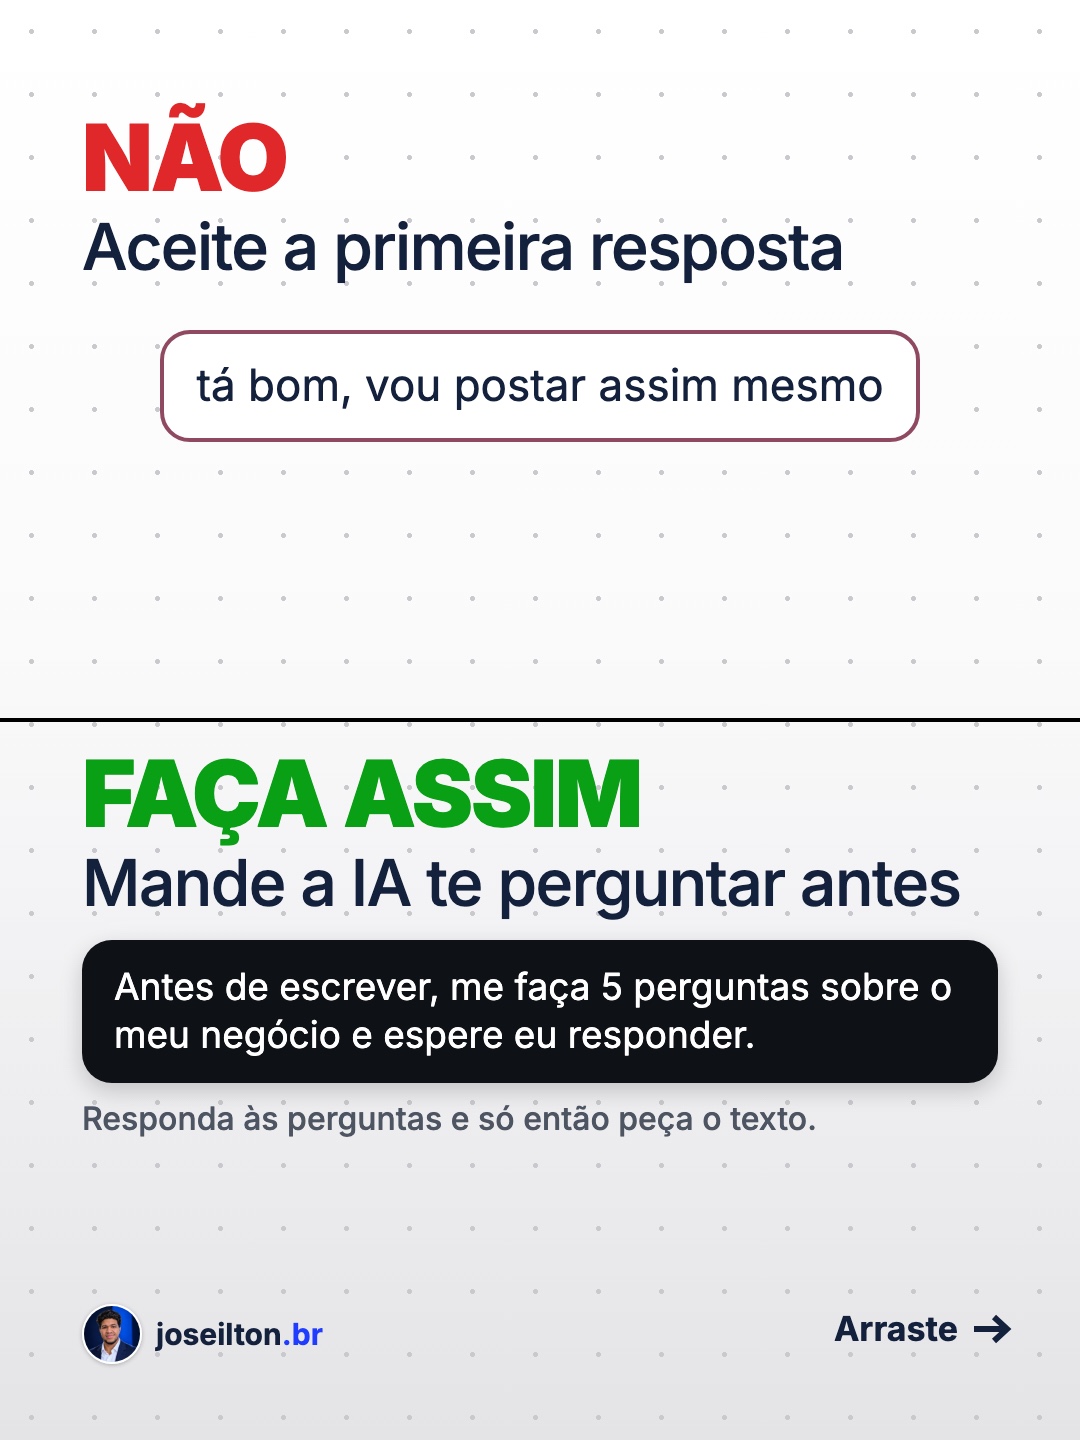 NÃO
Aceite a primeira resposta
tá bom, vou postar assim mesmo
FAÇA ASSIM
Mande a IA te perguntar antes
Antes de escrever, me faça 5 perguntas sobre o
meu negócio e espere eu responder.
Responda às perguntas e só então peça o texto.
joseilton.br
Arraste →